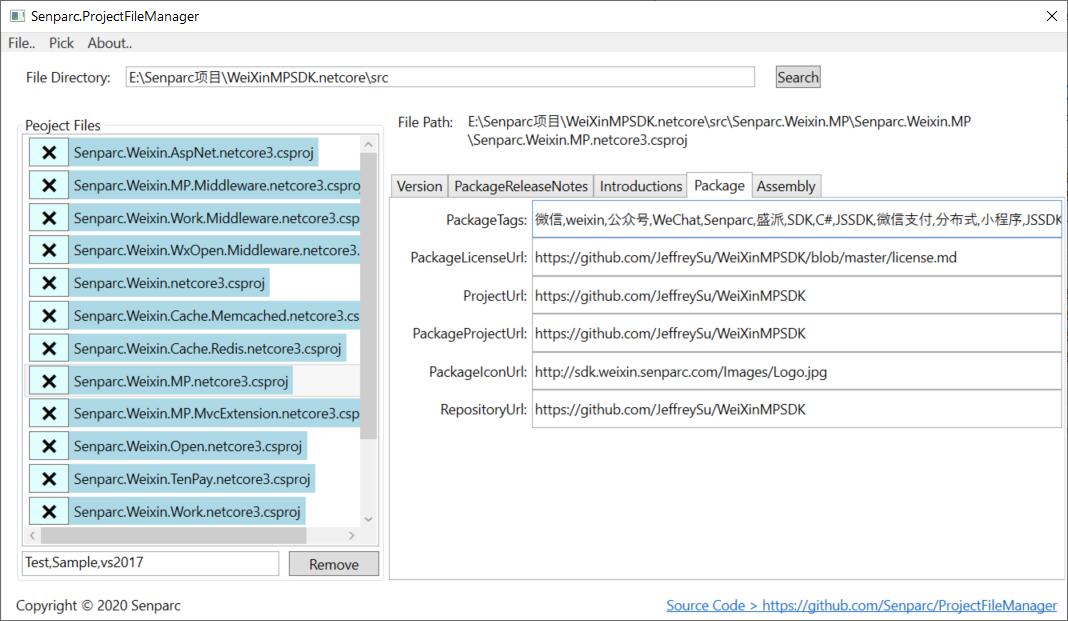 Senparc.ProjectFileManager
File.. Pick About..
File Directory: E:\Senparc项目\WeiXinMPSDK.netcore\src Search
Peoject Files
Senparc.Weixin.AspNet.netcore3.csproj
Senparc.Weixin.MP.Middleware.netcore3.cspro
Senparc.Weixin.Work.Middleware.netcore3.csp
Senparc.Weixin.WxOpen.Middleware.netcore3.
Senparc.Weixin.netcore3.csproj
Senparc.Weixin.Cache.Memcached.netcore3.cs
Senparc.Weixin.Cache.Redis.netcore3.csproj
Senparc.Weixin.MP.netcore3.csproj
Senparc.Weixin.MP.MvcExtension.netcore3.csp
Senparc.Weixin.Open.netcore3.csproj
Senparc.Weixin.TenPay.netcore3.csproj
Senparc.Weixin.Work.netcore3.csproj
Test,Sample,vs2017 Remove
File Path: E:\Senparc项目\WeiXinMPSDK.netcore\src\Senparc.Weixin.MP\Senparc.Weixin.MP
\Senparc.Weixin.MP.netcore3.csproj
Version PackageReleaseNotes Introductions Package Assembly
PackageTags: 微信,weixin,公众号,WeChat,Senparc,盛派,SDK,C#,JSSDK,微信支付,分布式,小程序,JSSDK
PackageLicenseUrl: https://github.com/JeffreySu/WeiXinMPSDK/blob/master/license.md
ProjectUrl: https://github.com/JeffreySu/WeiXinMPSDK
PackageProjectUrl: https://github.com/JeffreySu/WeiXinMPSDK
PackageIconUrl: http://sdk.weixin.senparc.com/Images/Logo.jpg
RepositoryUrl: https://github.com/JeffreySu/WeiXinMPSDK
Copyright © 2020 Senparc
Source Code > https://github.com/Senparc/ProjectFileManager